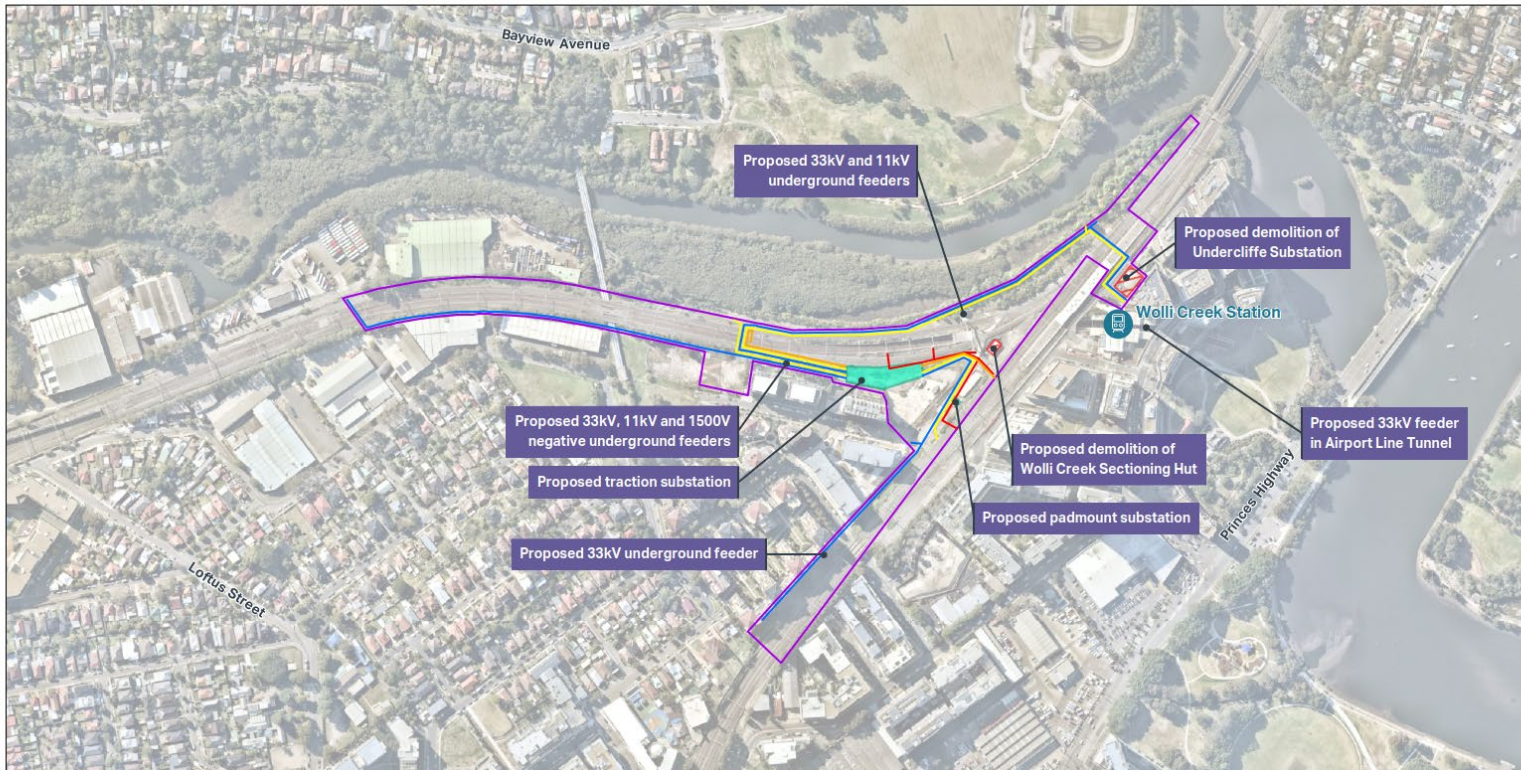 Bayview Avenue
Proposed 33kV and 11kV
underground feeders
Proposed demolition of
Undercliffe Substation
Wolli Creek Station
Proposed 33kV, 11kV and 1500V
negative underground feeders
Proposed 33kV feeder
in Airport Line Tunnel
Proposed demolition of
Wolli Creek Sectioning Hut
Proposed traction substation
Princes Highway
Proposed padmount substation
Proposed 33kV underground feeder
Loftus Street